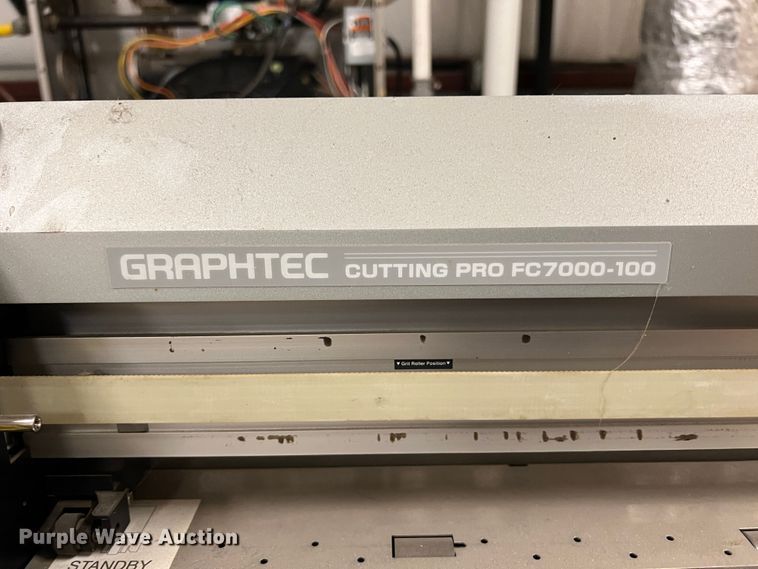 GRAPHTEC CUTTING PRO FC7000-100
▼Grit Roller Position▼
Purple Wave Auction
STANDBY